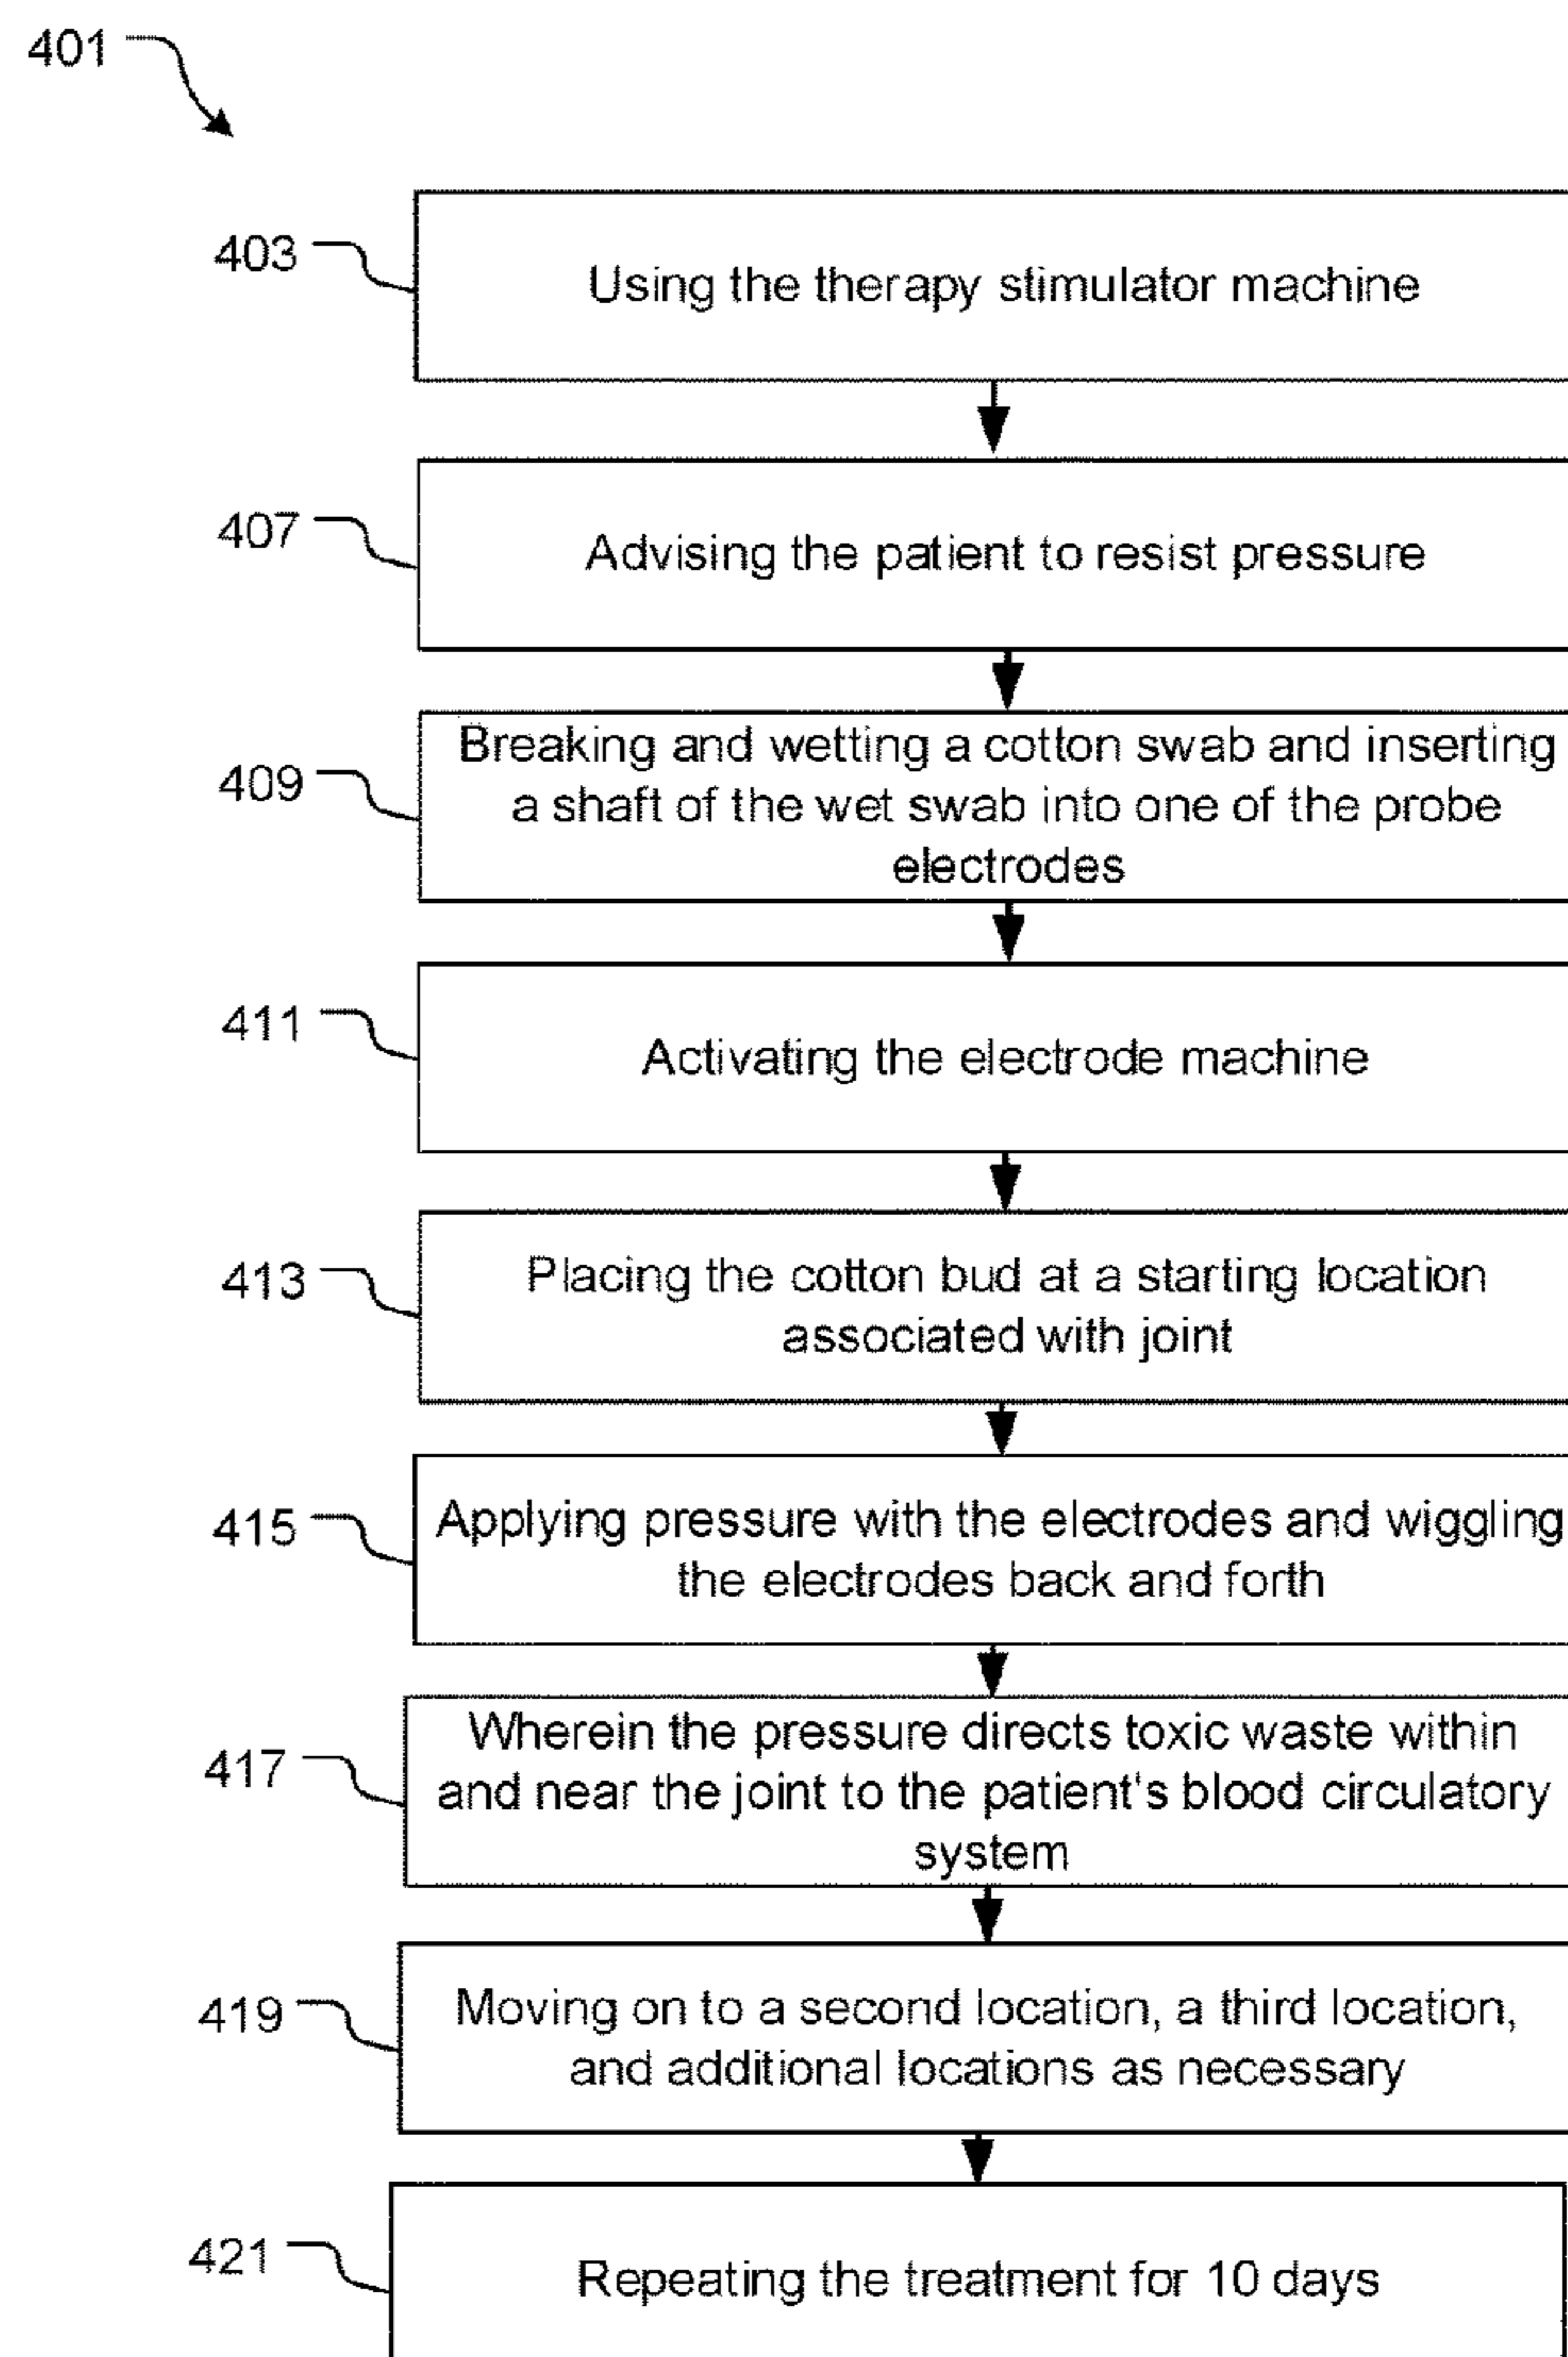 401
403
Using the therapy stimulator machine
407
Advising the patient to resist pressure
409
Breaking and wetting a cotton swab and inserting
a shaft of the wet swab into one of the probe
electrodes
411
Activating the electrode machine
413
Placing the cotton bud at a starting location
associated with joint
415
Applying pressure with the electrodes and wiggling
the electrodes back and forth
417
Wherein the pressure directs toxic waste within
and near the joint to the patient's blood circulatory
system
419
Moving on to a second location, a third location,
and additional locations as necessary
421
Repeating the treatment for 10 days